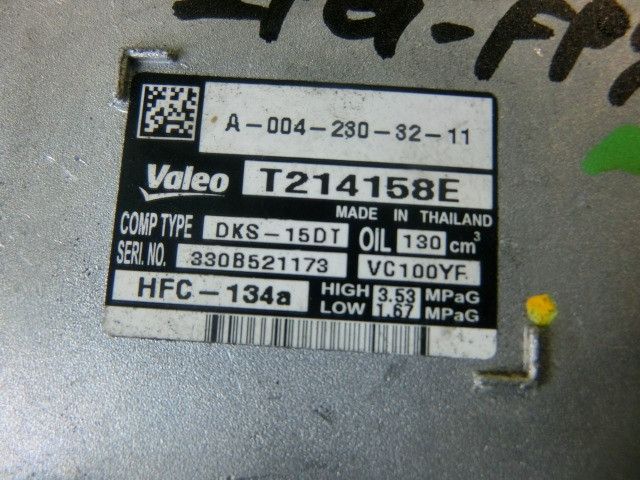 A-004-230-32-11
Valeo T214158E
MADE IN THAILAND
COMP TYPE DKS-15DT OIL 130 cm³
SERI. NO. 330B521173 VC100YF
HFC-134a HIGH 3.53 MPaG
LOW 1.67 MPaG